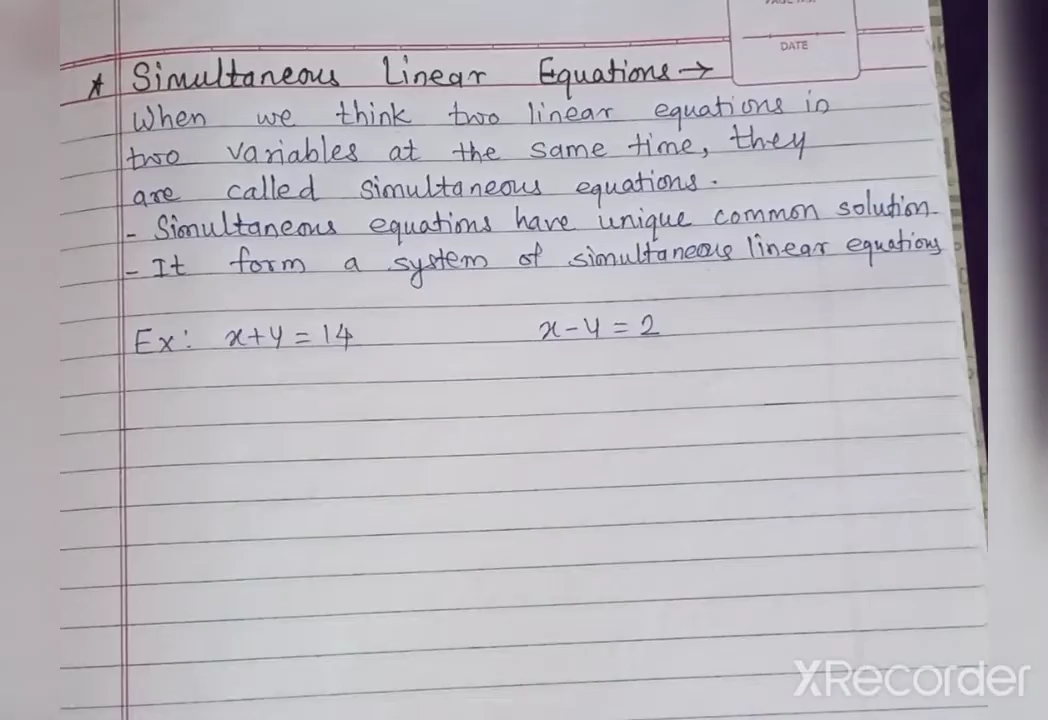 DATE
* Simultaneous Linear Equations →
When we think two linear equations in
two variables at the same time, they
are called simultaneous equations.
- Simultaneous equations have unique common solution.
- It form a system of simultaneous linear equations
Ex: x+y = 14 x-y = 2
XRecorder